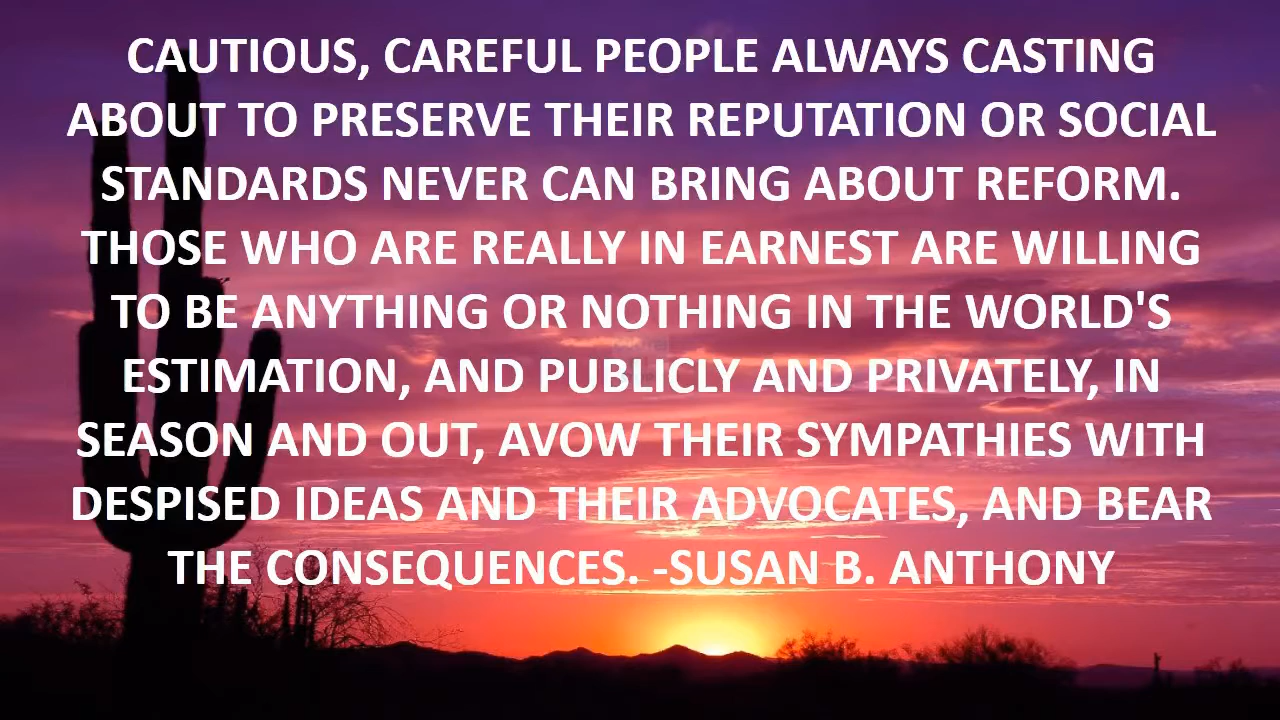 CAUTIOUS, CAREFUL PEOPLE ALWAYS CASTING
ABOUT TO PRESERVE THEIR REPUTATION OR SOCIAL
STANDARDS NEVER CAN BRING ABOUT REFORM.
THOSE WHO ARE REALLY IN EARNEST ARE WILLING
TO BE ANYTHING OR NOTHING IN THE WORLD'S
ESTIMATION, AND PUBLICLY AND PRIVATELY, IN
SEASON AND OUT, AVOW THEIR SYMPATHIES WITH
DESPISED IDEAS AND THEIR ADVOCATES, AND BEAR
THE CONSEQUENCES. -SUSAN B. ANTHONY